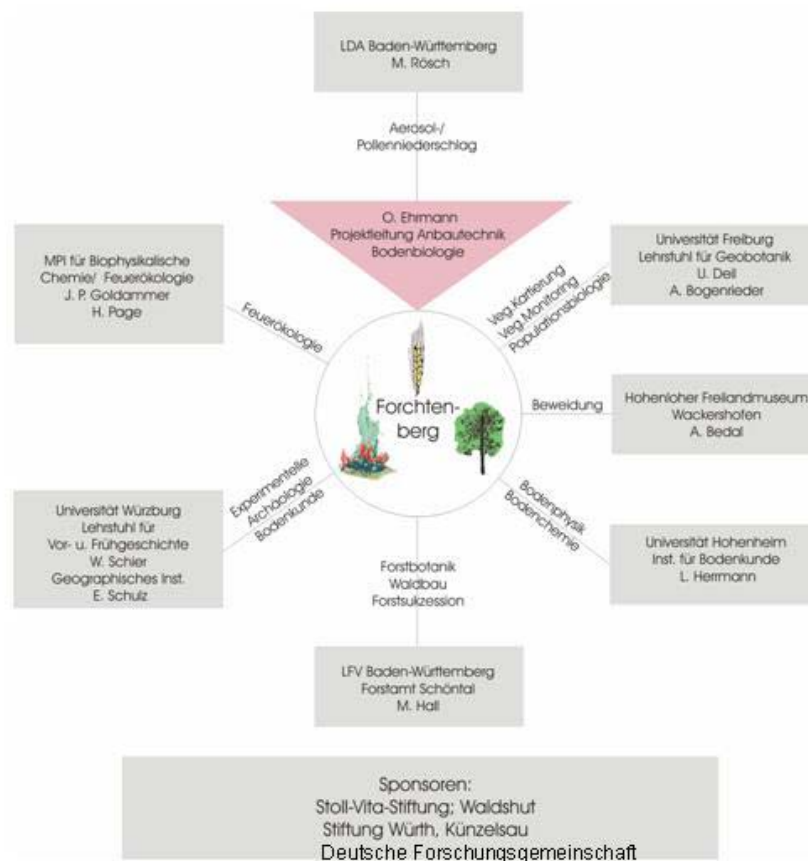 LDA Baden-Württemberg
M. Rösch
Aerosol-/
Pollenniederschlag
O. Ehrmann
Projektleitung Anbautechnik
Bodenbiologie
MPI für Biophysikalische
Chemie/ Feuerökologie
J. P. Goldammer
H. Page
Feuerökologie
Universität Freiburg
Lehrstuhl für Geobotanik
U. Deil
A. Bogenrieder
Veg.Kartierung
Veg.Monitoring
Populationsbiologie
Forchten-
berg
Beweidung
Hohenloher Freilandmuseum
Wackershofen
A. Bedal
Universität Würzburg
Lehrstuhl für
Vor- u. Frühgeschichte
W. Schier
Geographisches Inst.
E. Schulz
Experimentelle
Archäologie
Bodenkunde
Bodenphysik
Bodenchemie
Universität Hohenheim
Inst. für Bodenkunde
L. Herrmann
Forstbotanik
Waldbau
Forstsukzession
LFV Baden-Württemberg
Forstamt Schöntal
M. Hall
Sponsoren:
Stoll-Vita-Stiftung; Waldshut
Stiftung Würth, Künzelsau
Deutsche Forschungsgemeinschaft